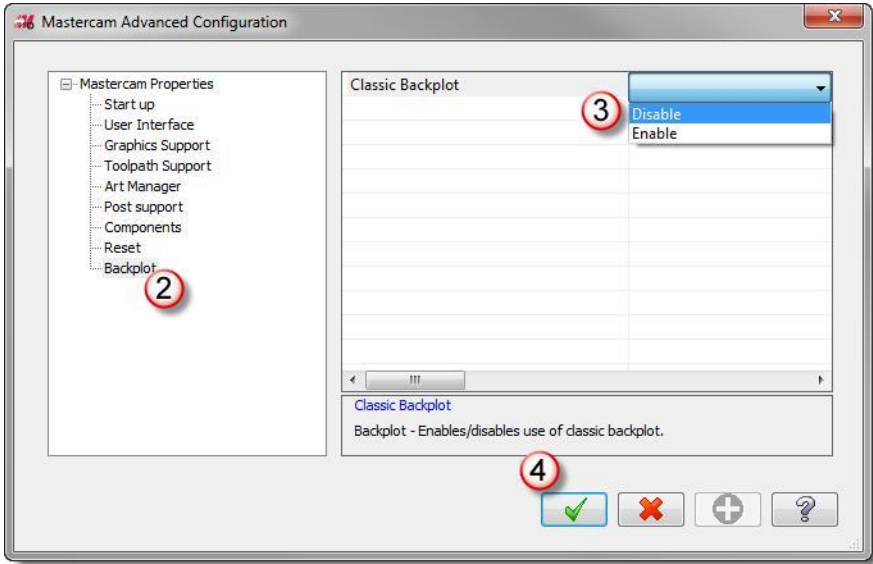 Mastercam Advanced Configuration
Mastercam Properties
Start up
User Interface
Graphics Support
Toolpath Support
Art Manager
Post support
Components
Reset
Backplot
2
Classic Backplot
3
Disable
Enable
Classic Backplot
Backplot - Enables/disables use of classic backplot.
4